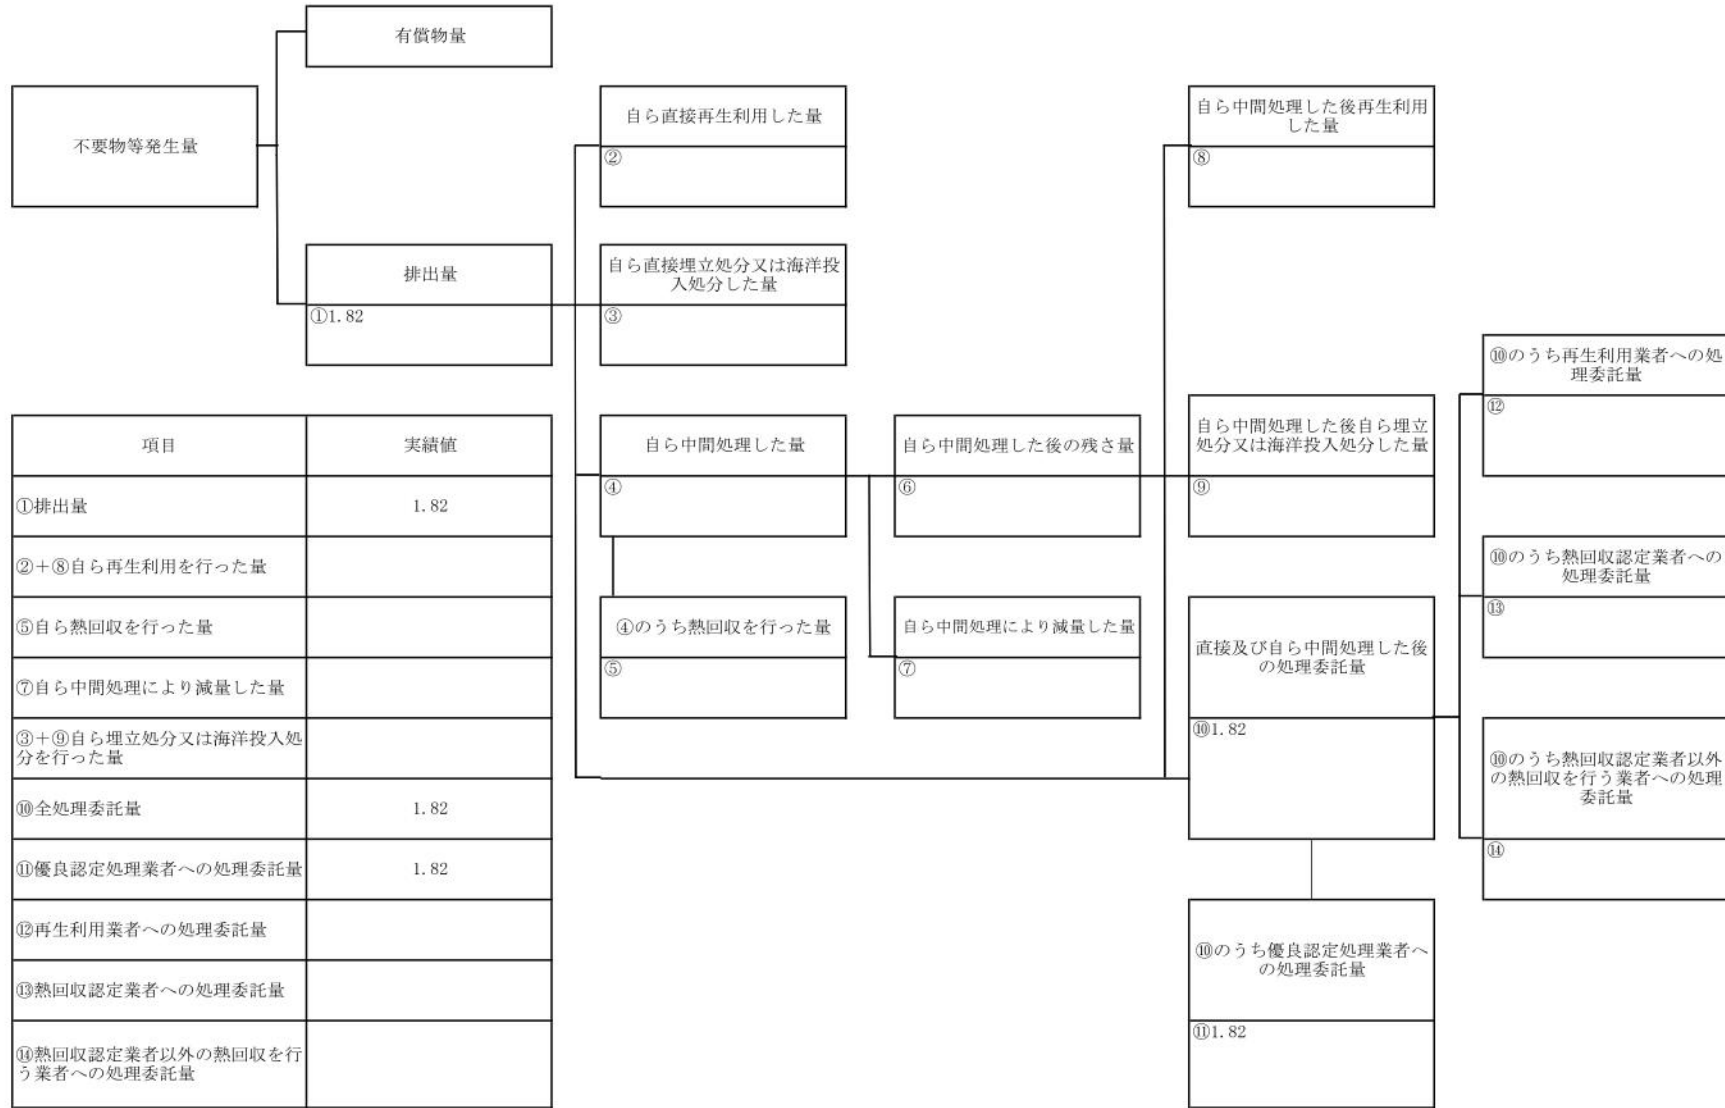 有償物量
不要物等発生量
自ら直接再生利用した量
②
自ら中間処理した後再生利用
した量
⑧
排出量
①1.82
自ら直接埋立処分又は海洋投
入処分した量
③
⑩のうち再生利用業者への処
理委託量
⑫
自ら中間処理した量
④
自ら中間処理した後の残さ量
⑥
自ら中間処理した後自ら埋立
処分又は海洋投入処分した量
⑨
⑩のうち熱回収認定業者への
処理委託量
⑬
④のうち熱回収を行った量
⑤
自ら中間処理により減量した量
⑦
直接及び自ら中間処理した後
の処理委託量
⑩1.82
⑩のうち熱回収認定業者以外
の熱回収を行う業者への処理
委託量
⑭
⑩のうち優良認定処理業者へ
の処理委託量
⑪1.82
項目 実績値
①排出量 1.82
②+⑧自ら再生利用を行った量
⑤自ら熱回収を行った量
⑦自ら中間処理により減量した量
③+⑨自ら埋立処分又は海洋投入処
分を行った量
⑩全処理委託量 1.82
⑪優良認定処理業者への処理委託量 1.82
⑫再生利用業者への処理委託量
⑬熱回収認定業者への処理委託量
⑭熱回収認定業者以外の熱回収を行
う業者への処理委託量